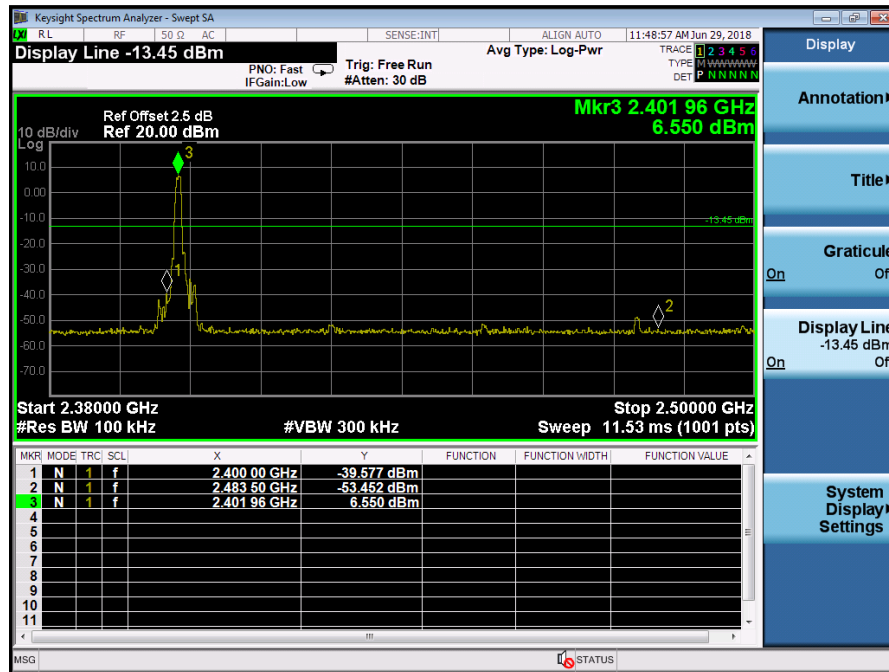 Keysight Spectrum Analyzer - Swept SA
LXI RL RF 50 Ω AC SENSE:INT ALIGN AUTO 11:48:57 AM Jun 29, 2018
Display Line -13.45 dBm
PNO: Fast
IFGain:Low
Trig: Free Run
#Atten: 30 dB
Avg Type: Log-Pwr
TRACE 1 2 3 4 5 6
TYPE M W W W W W
DET P N N N N N
Mkr3 2.401 96 GHz
6.550 dBm
Ref Offset 2.5 dB
10 dB/div Ref 20.00 dBm
Log
10.0
0.00
-10.0
-20.0
-30.0
-40.0
-50.0
-60.0
-70.0
3
1
2
-13.45 dBm
Start 2.38000 GHz Stop 2.50000 GHz
#Res BW 100 kHz #VBW 300 kHz Sweep 11.53 ms (1001 pts)
MKR MODE TRC SCL X Y FUNCTION FUNCTION WIDTH FUNCTION VALUE
1 N 1 f 2.400 00 GHz -39.577 dBm
2 N 1 f 2.483 50 GHz -53.452 dBm
3 N 1 f 2.401 96 GHz 6.550 dBm
4
5
6
7
8
9
10
11
MSG STATUS
Display
Annotation
Title
Graticule
On Of
Display Line
-13.45 dBm
On Of
System
Display
Settings